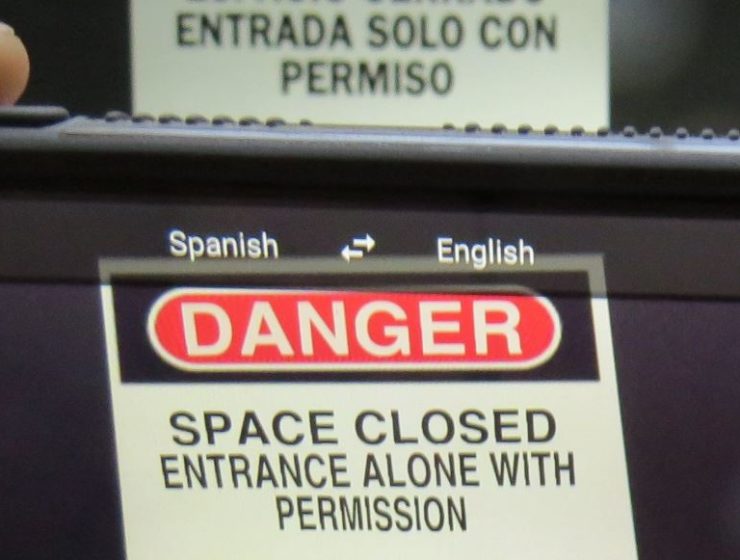 ENTRADA SOLO CON
PERMISO
Spanish English
DANGER
SPACE CLOSED
ENTRANCE ALONE WITH
PERMISSION